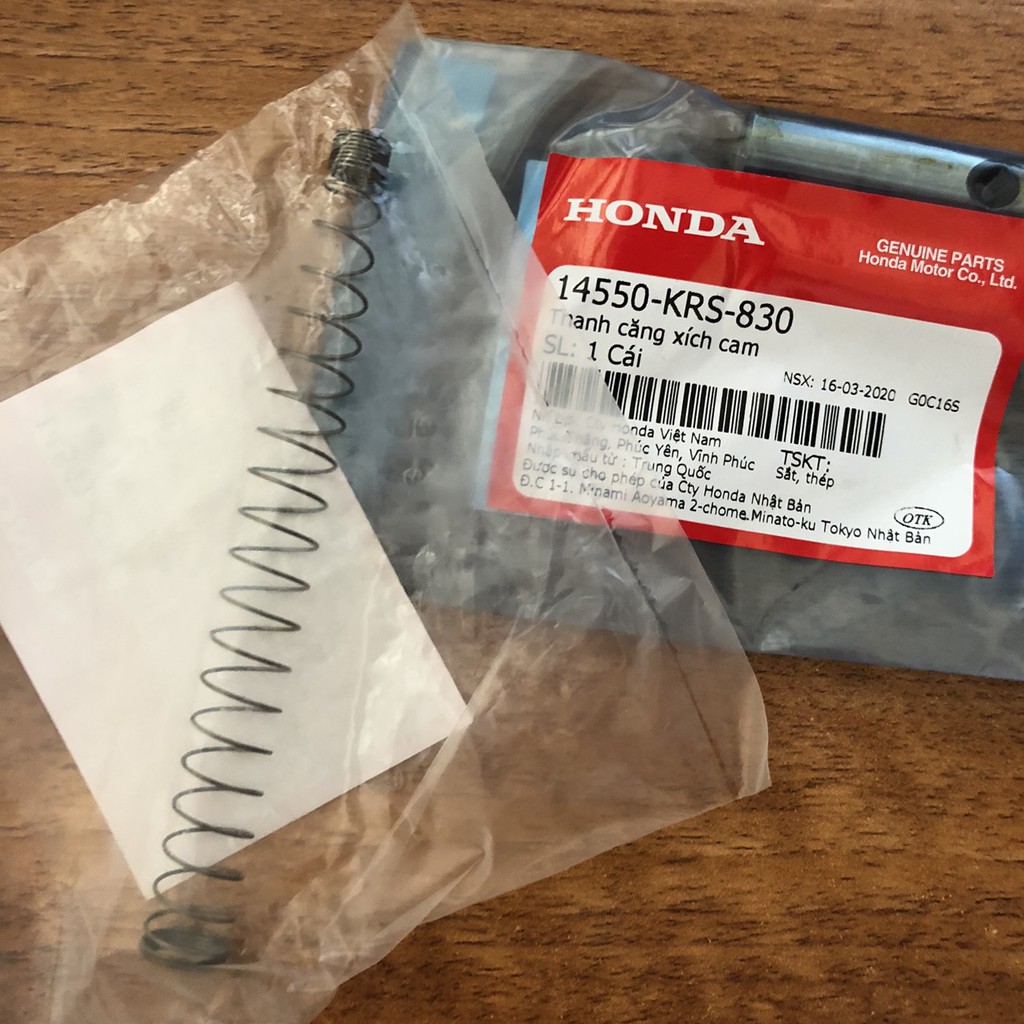 HONDA
GENUINE PARTS
Honda Motor Co., Ltd.
14550-KRS-830
Thanh căng xích cam
SL: 1 Cái
NSX: 16-03-2020 G0C16S
Cty Honda Việt Nam
Phúc Yên, Vĩnh Phúc
TSKT:
Sắt, thép
Nhập khẩu từ : Trung Quốc
Được sự cho phép của Cty Honda Nhật Bản
Đ.C 1-1, Minami Aoyama 2-chome.Minato-ku Tokyo Nhật Bản
OTK